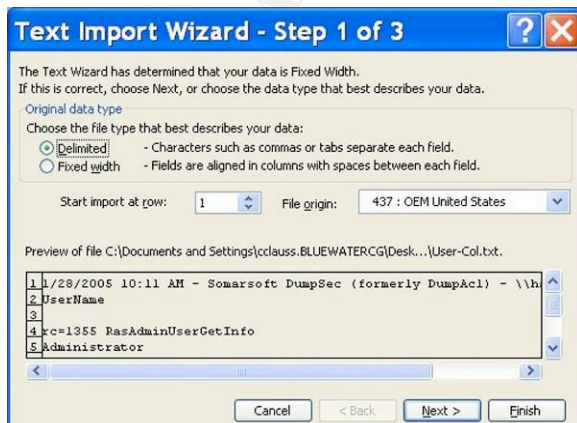 Text Import Wizard - Step 1 of 3
The Text Wizard has determined that your data is Fixed Width.
If this is correct, choose Next, or choose the data type that best describes your data.
Original data type
Choose the file type that best describes your data:
Delimited - Characters such as commas or tabs separate each field.
Fixed width - Fields are aligned in columns with spaces between each field.
Start import at row: 1 File origin: 437 : OEM United States
Preview of file C:\Documents and Settings\cclauss.BLUEWATERCG\Desk...\User-Col.txt.
1 1/28/2005 10:11 AM - Somarsoft DumpSec (formerly DumpAcl) - \\ha
2 UserName
3
4 rc=1355 RasAdminUserGetInfo
5 Administrator
Cancel < Back Next > Finish